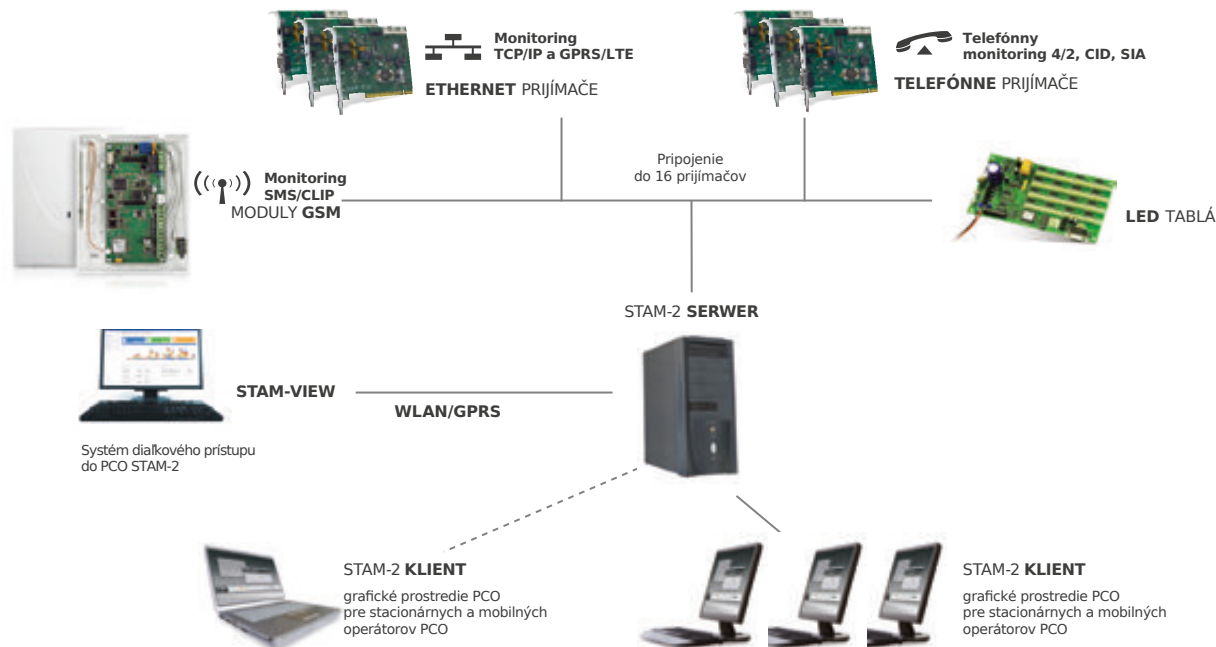 Monitoring
TCP/IP a GPRS/LTE
ETHERNET PRIJÍMAČE
Telefónny
monitoring 4/2, CID, SIA
TELEFÓNNE PRIJÍMAČE
Monitoring
SMS/CLIP
MODULY GSM
Pripojenie
do 16 prijímačov
LED TABLÁ
STAM-2 SERWER
STAM-VIEW
WLAN/GPRS
Systém diaľkového prístupu
do PCO STAM-2
STAM-2 KLIENT
grafické prostredie PCO
pre stacionárnych a mobilných
operátorov PCO
STAM-2 KLIENT
grafické prostredie PCO
pre stacionárnych a mobilných
operátorov PCO